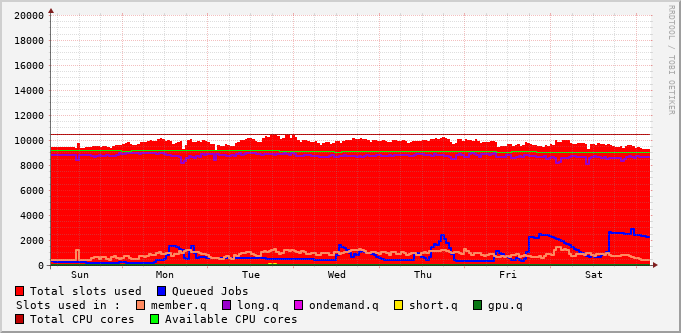 20000
18000
16000
14000
12000
10000
8000
6000
4000
2000
0
Sun Mon Tue Wed Thu Fri Sat
Total slots used Queued Jobs
Slots used in : member.q long.q ondemand.q short.q gpu.q
Total CPU cores Available CPU cores
RRDTOOL / TOBI OETIKER